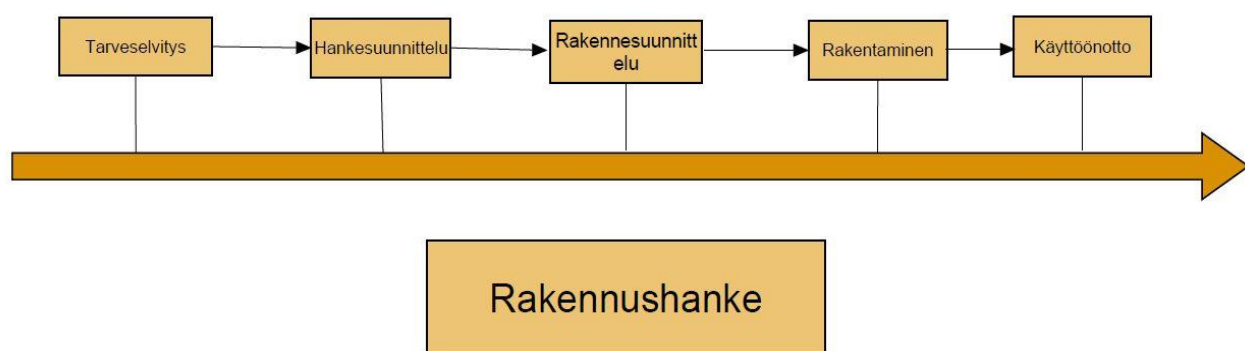 Tarveselvitys
Hankesuunnittelu
Rakennesuunnitt
elu
Rakentaminen
Käyttöönotto
Rakennushanke